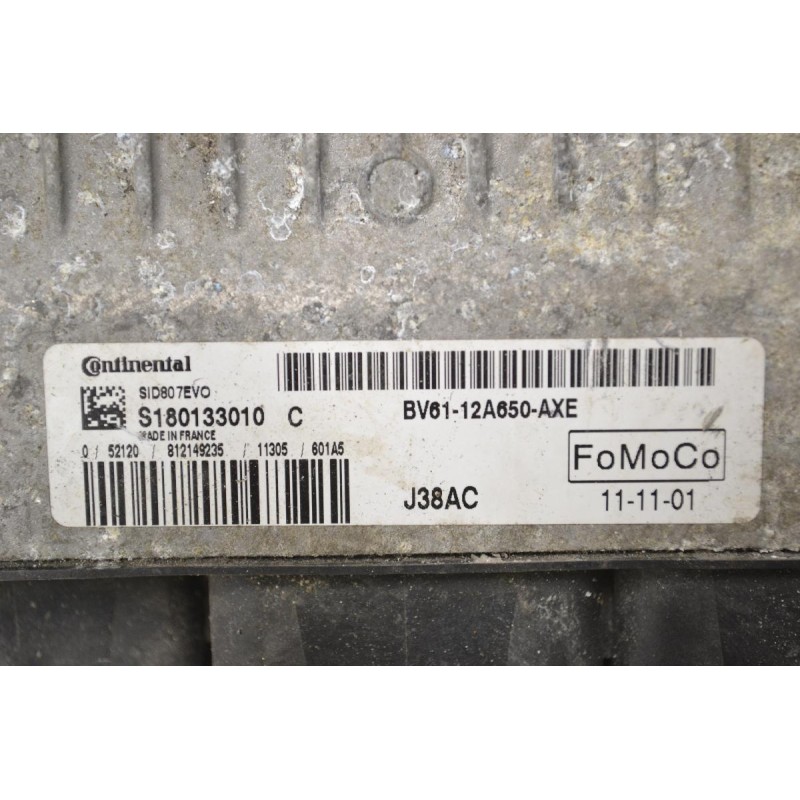 Continental
SID807EVO
S180133010 C
MADE IN FRANCE
0 / 52120 / 812149235 / 11305 / 601A5
BV61-12A650-AXE
FoMoCo
J38AC
11-11-01